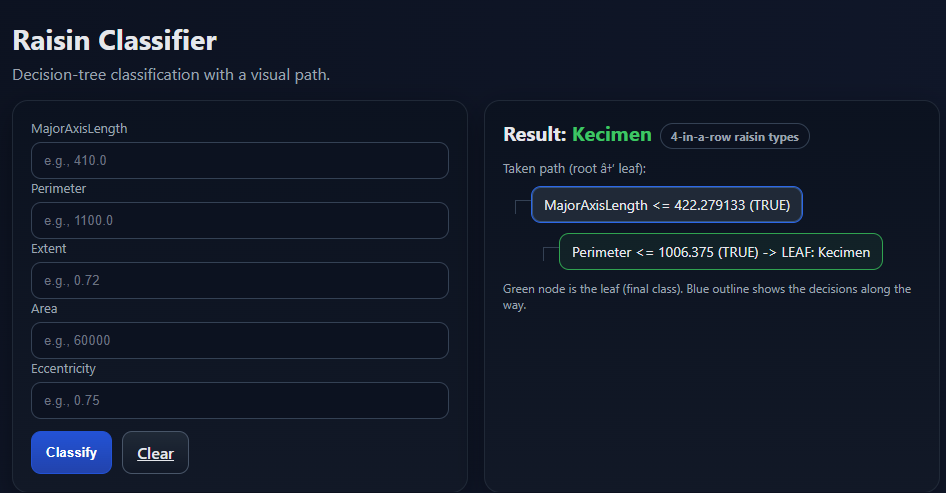 Raisin Classifier
Decision-tree classification with a visual path.
MajorAxisLength
e.g., 410.0
Perimeter
e.g., 1100.0
Extent
e.g., 0.72
Area
e.g., 60000
Eccentricity
e.g., 0.75
Classify
Clear
Result: Kecimen
4-in-a-row raisin types
Taken path (root â†’ leaf):
MajorAxisLength <= 422.279133 (TRUE)
Perimeter <= 1006.375 (TRUE) -> LEAF: Kecimen
Green node is the leaf (final class). Blue outline shows the decisions along the
way.